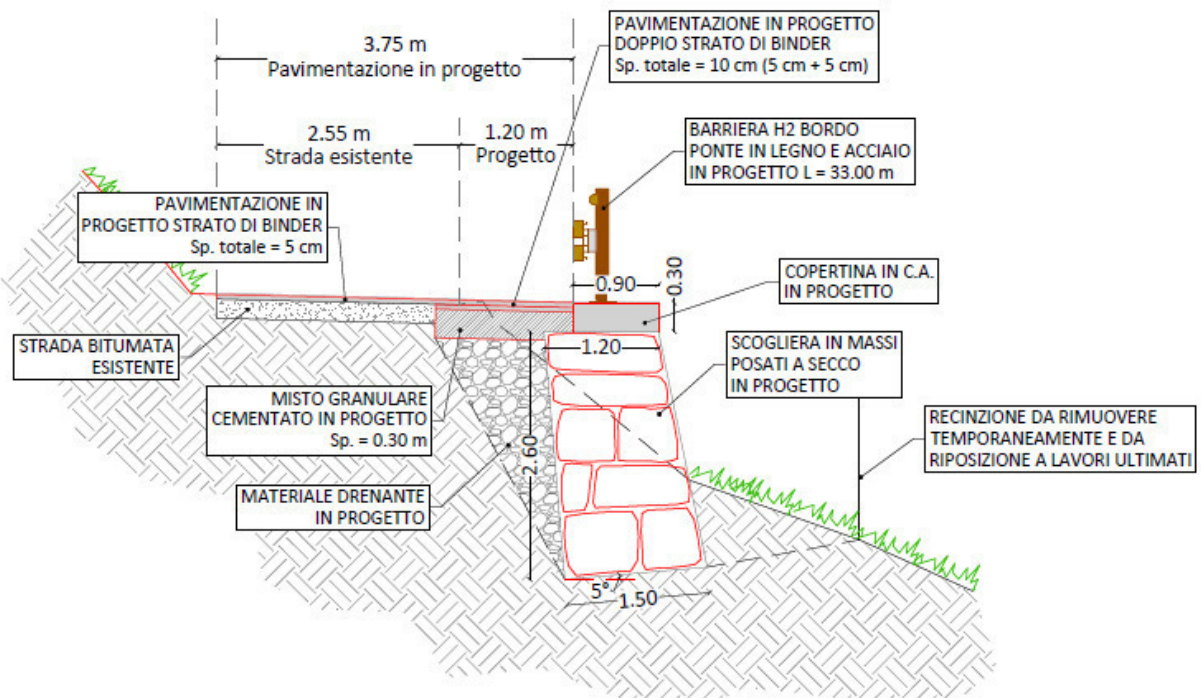 3.75 m
Pavimentazione in progetto
2.55 m
Strada esistente
1.20 m
Progetto
PAVIMENTAZIONE IN PROGETTO
DOPPIO STRATO DI BINDER
Sp. totale = 10 cm (5 cm + 5 cm)
BARRIERA H2 BORDO
PONTE IN LEGNO E ACCIAIO
IN PROGETTO L = 33.00 m
PAVIMENTAZIONE IN
PROGETTO STRATO DI BINDER
Sp. totale = 5 cm
0.90
0.30
COPERTINA IN C.A.
IN PROGETTO
STRADA BITUMATA
ESISTENTE
1.20
SCOGLIERA IN MASSI
POSATI A SECCO
IN PROGETTO
MISTO GRANULARE
CEMENTATO IN PROGETTO
Sp. = 0.30 m
RECINZIONE DA RIMUOVERE
TEMPORANEAMENTE E DA
RIPOSIZIONE A LAVORI ULTIMATI
2.60
MATERIALE DRENANTE
IN PROGETTO
5°
1.50